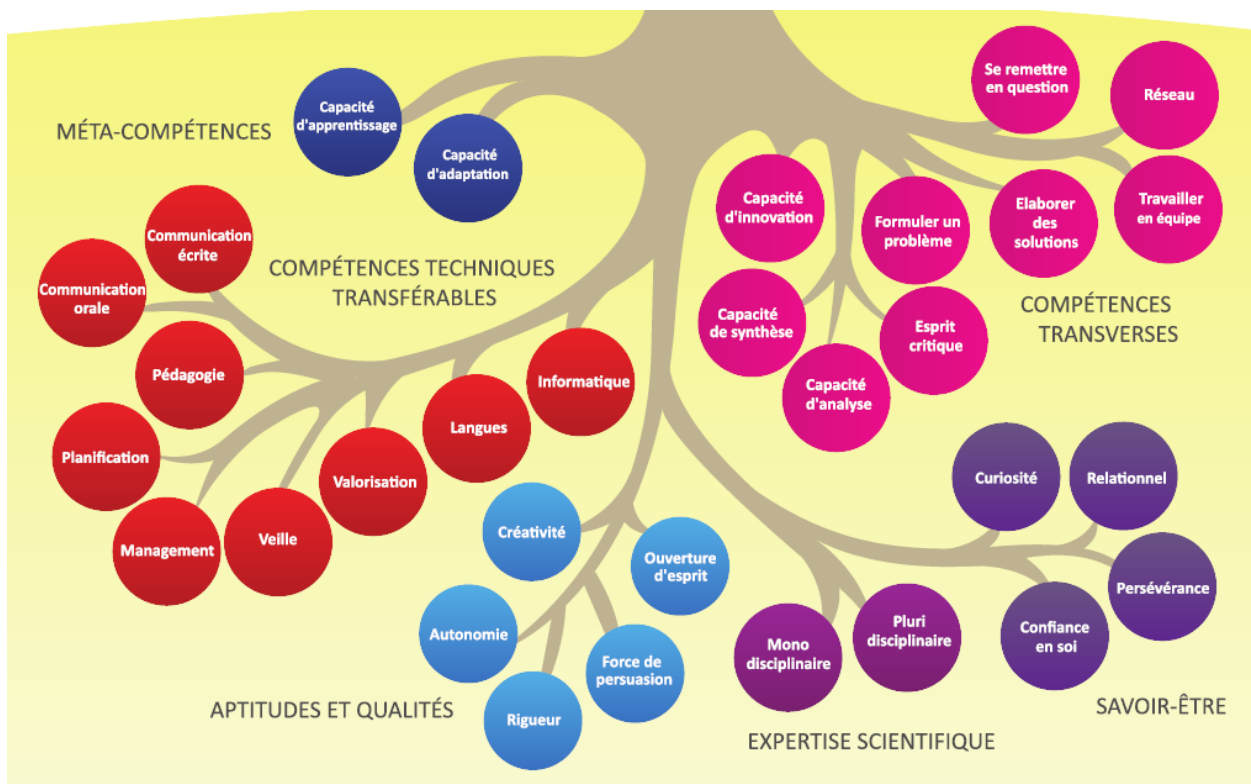 MÉTA-COMPÉTENCES
Capacité
d'apprentissage
Capacité
d'adaptation
COMPÉTENCES TECHNIQUES
TRANSFÉRABLES
Communication
écrite
Communication
orale
Pédagogie
Planification
Management
Veille
Valorisation
Langues
Informatique
APTITUDES ET QUALITÉS
Créativité
Ouverture
d'esprit
Autonomie
Force de
persuasion
Rigueur
EXPERTISE SCIENTIFIQUE
Mono
disciplinaire
Pluri
disciplinaire
SAVOIR-ÊTRE
Curiosité
Relationnel
Persévérance
Confiance
en soi
COMPÉTENCES
TRANSVERSES
Se remettre
en question
Réseau
Travailler
en équipe
Elaborer
des
solutions
Formuler un
problème
Capacité
d'innovation
Capacité
de synthèse
Capacité
d'analyse
Esprit
critique